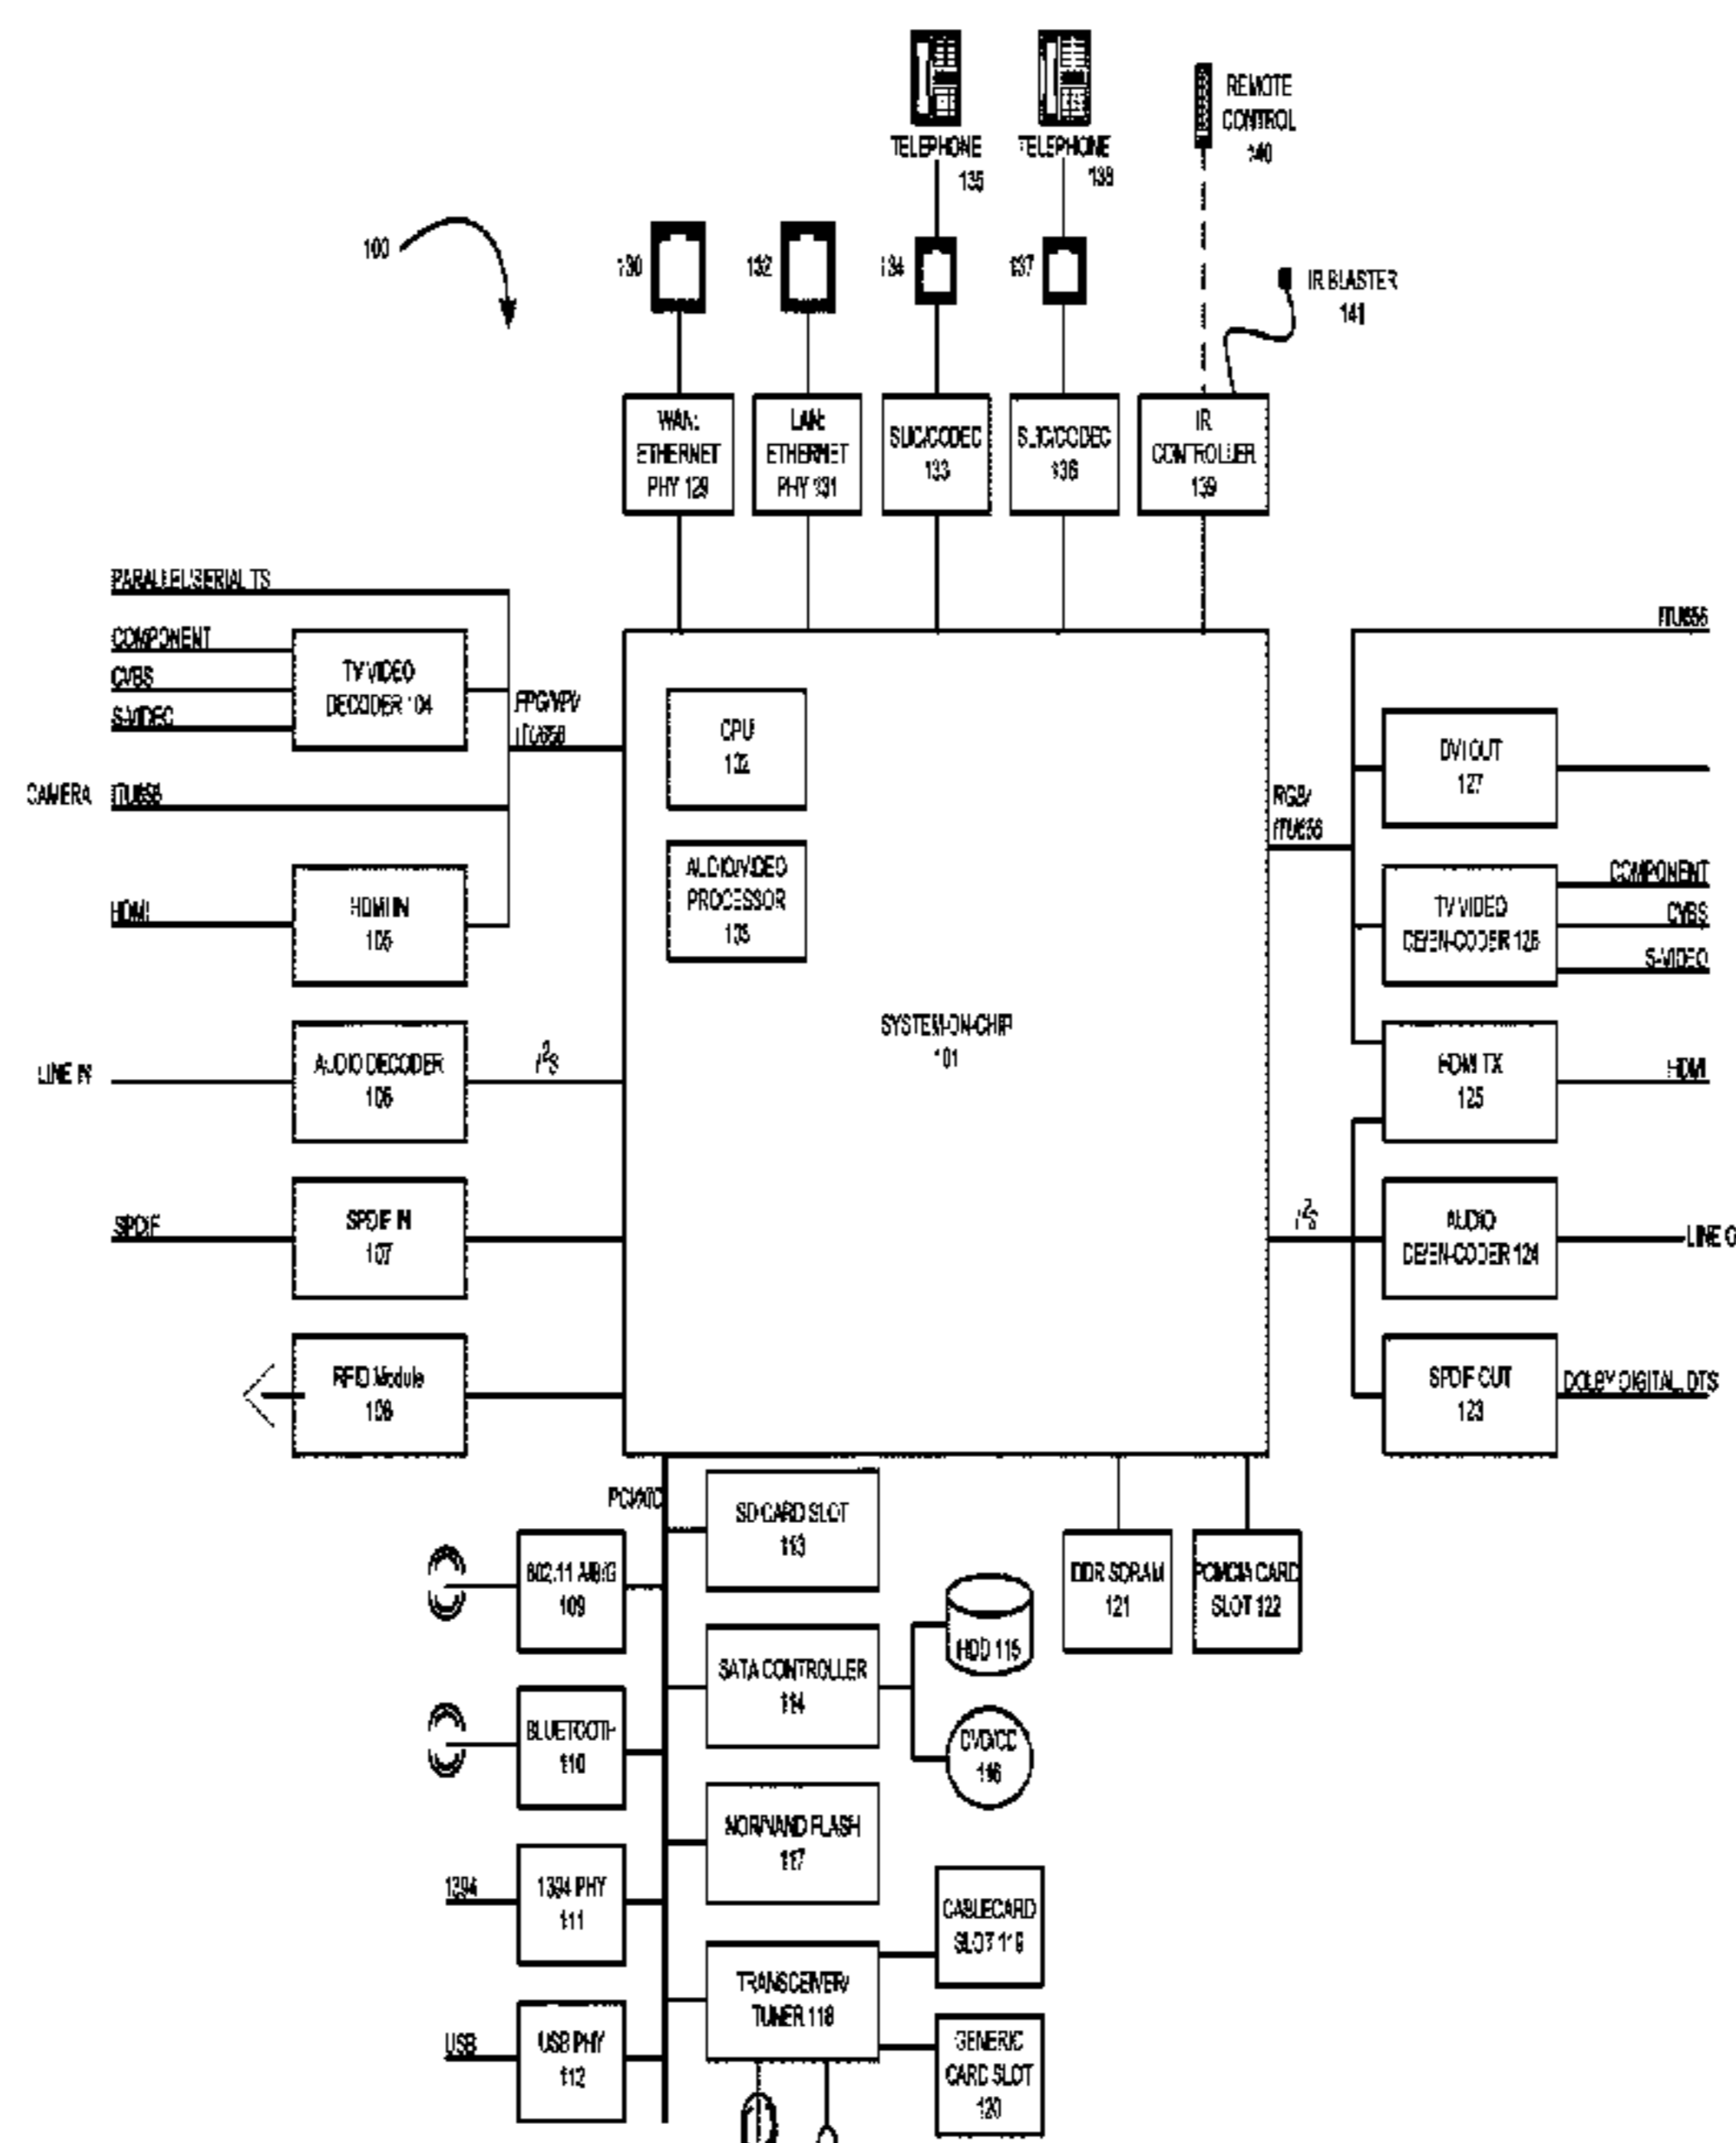 REMOTE
CONTROL
140
TELEPHONE
135
TELEPHONE
138
100
130
132
134
137
IR BLASTER
141
WAN:
ETHERNET
PHY 129
LAN:
ETHERNET
PHY 131
SLIC/CODEC
133
SLIC/CODEC
136
IR
CONTROLLER
139
PARALLEL/SERIAL TS
COMPONENT
CVBS
S-VIDEO
TV VIDEO
DECODER 104
ITU656
CAMERA
ITU656
HDMI
HDMI IN
105
LINE IN
AUDIO DECODER
106
I2S
SPDIF
SPDIF IN
107
RFID Module
108
CPU
102
AUDIO/VIDEO
PROCESSOR
103
SYSTEM-ON-CHIP
101
ITU656
RGB/
ITU656
DVI OUT
127
TV VIDEO
DE/EN-CODER 126
COMPONENT
CVBS
S-VIDEO
HDMI TX
125
HDMI
I2S
AUDIO
DE/EN-CODER 124
LINE O
SPDIF OUT
123
DOLBY DIGITAL, DTS
SD CARD SLOT
113
802.11 A/B/G
109
DDR SDRAM
121
PCMCIA CARD
SLOT 122
SATA CONTROLLER
114
HDD 115
BLUETOOTH
110
DVD/CD
116
NOR/NAND FLASH
117
1394
1394 PHY
111
CABLECARD
SLOT 119
TRANSCEIVER/
TUNER 118
USB
USB PHY
112
GENERIC
CARD SLOT
120